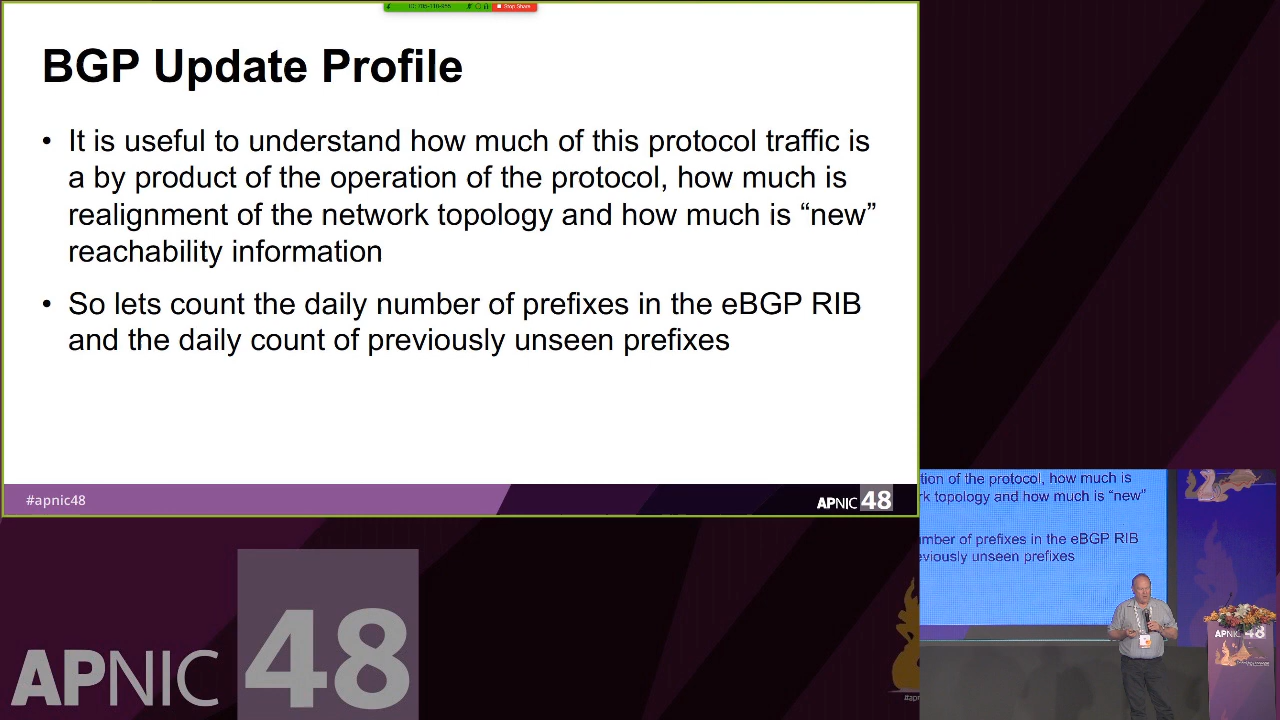 Stop Share
BGP Update Profile
• It is useful to understand how much of this protocol traffic is
a by product of the operation of the protocol, how much is
realignment of the network topology and how much is “new”
reachability information
• So lets count the daily number of prefixes in the eBGP RIB
and the daily count of previously unseen prefixes
#apnic48
APNIC 48
tion of the protocol, how much is
rk topology and how much is “new”
mber of prefixes in the eBGP RIB
eviously unseen prefixes
APNIC 48
#apn
APNIC 48